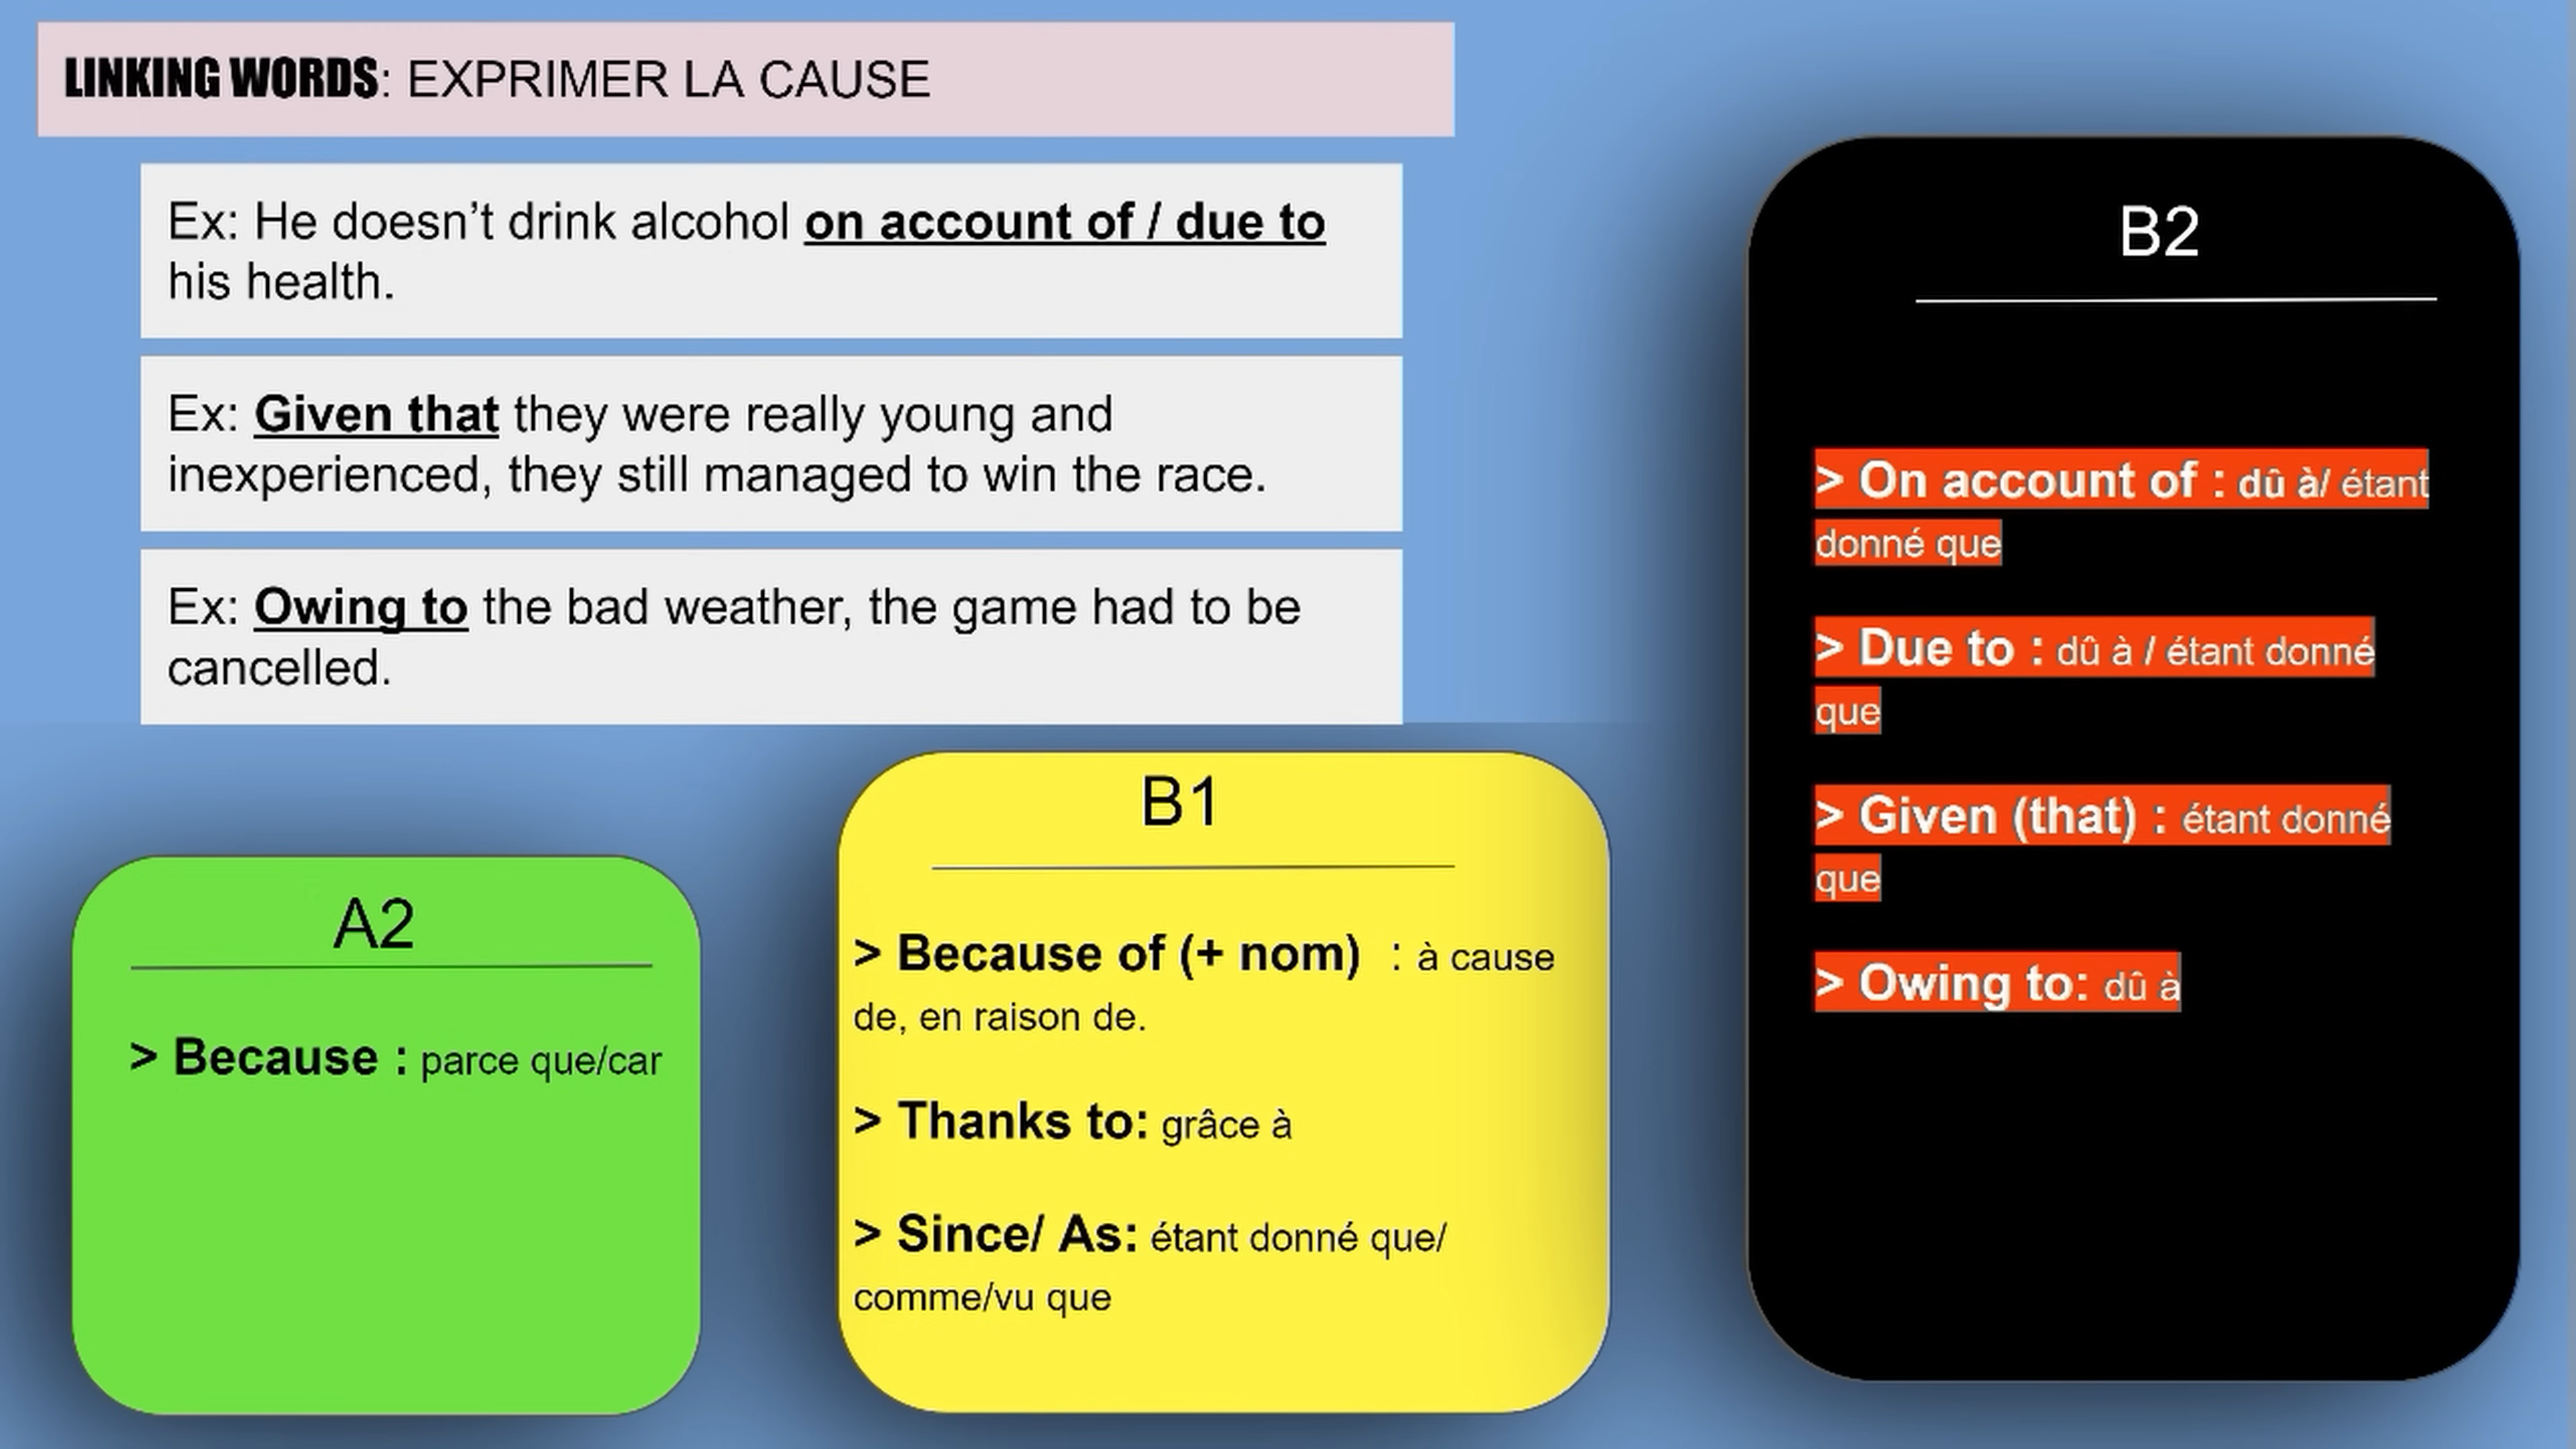 LINKING WORDS: EXPRIMER LA CAUSE
Ex: He doesn’t drink alcohol on account of / due to
his health.
Ex: Given that they were really young and
inexperienced, they still managed to win the race.
Ex: Owing to the bad weather, the game had to be
cancelled.
A2
> Because : parce que/car
B1
> Because of (+ nom) : à cause
de, en raison de.
> Thanks to: grâce à
> Since/ As: étant donné que/
comme/vu que
B2
> On account of : dû à/ étant
donné que
> Due to : dû à / étant donné
que
> Given (that) : étant donné
que
> Owing to: dû à